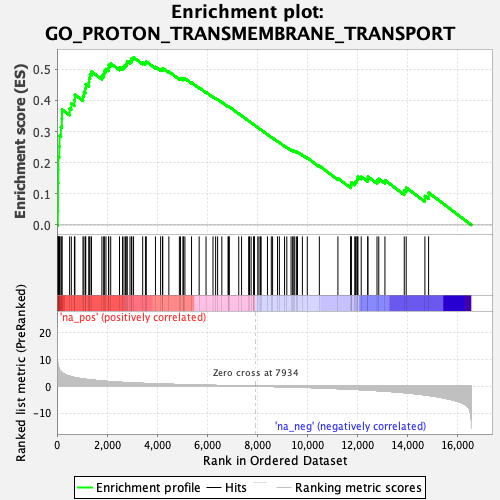 Enrichment plot:
GO_PROTON_TRANSMEMBRANE_TRANSPORT
Enrichment score (ES)
0.5
0.4
0.3
0.2
0.1
0.0
'na_pos' (positively correlated)
Ranked list metric (PreRanked)
20
10
0
-10
Zero cross at 7934
'na_neg' (negatively correlated)
0
2,000
4,000
6,000
8,000
10,000
12,000
14,000
16,000
Rank in Ordered Dataset
Enrichment profile
Hits
Ranking metric scores